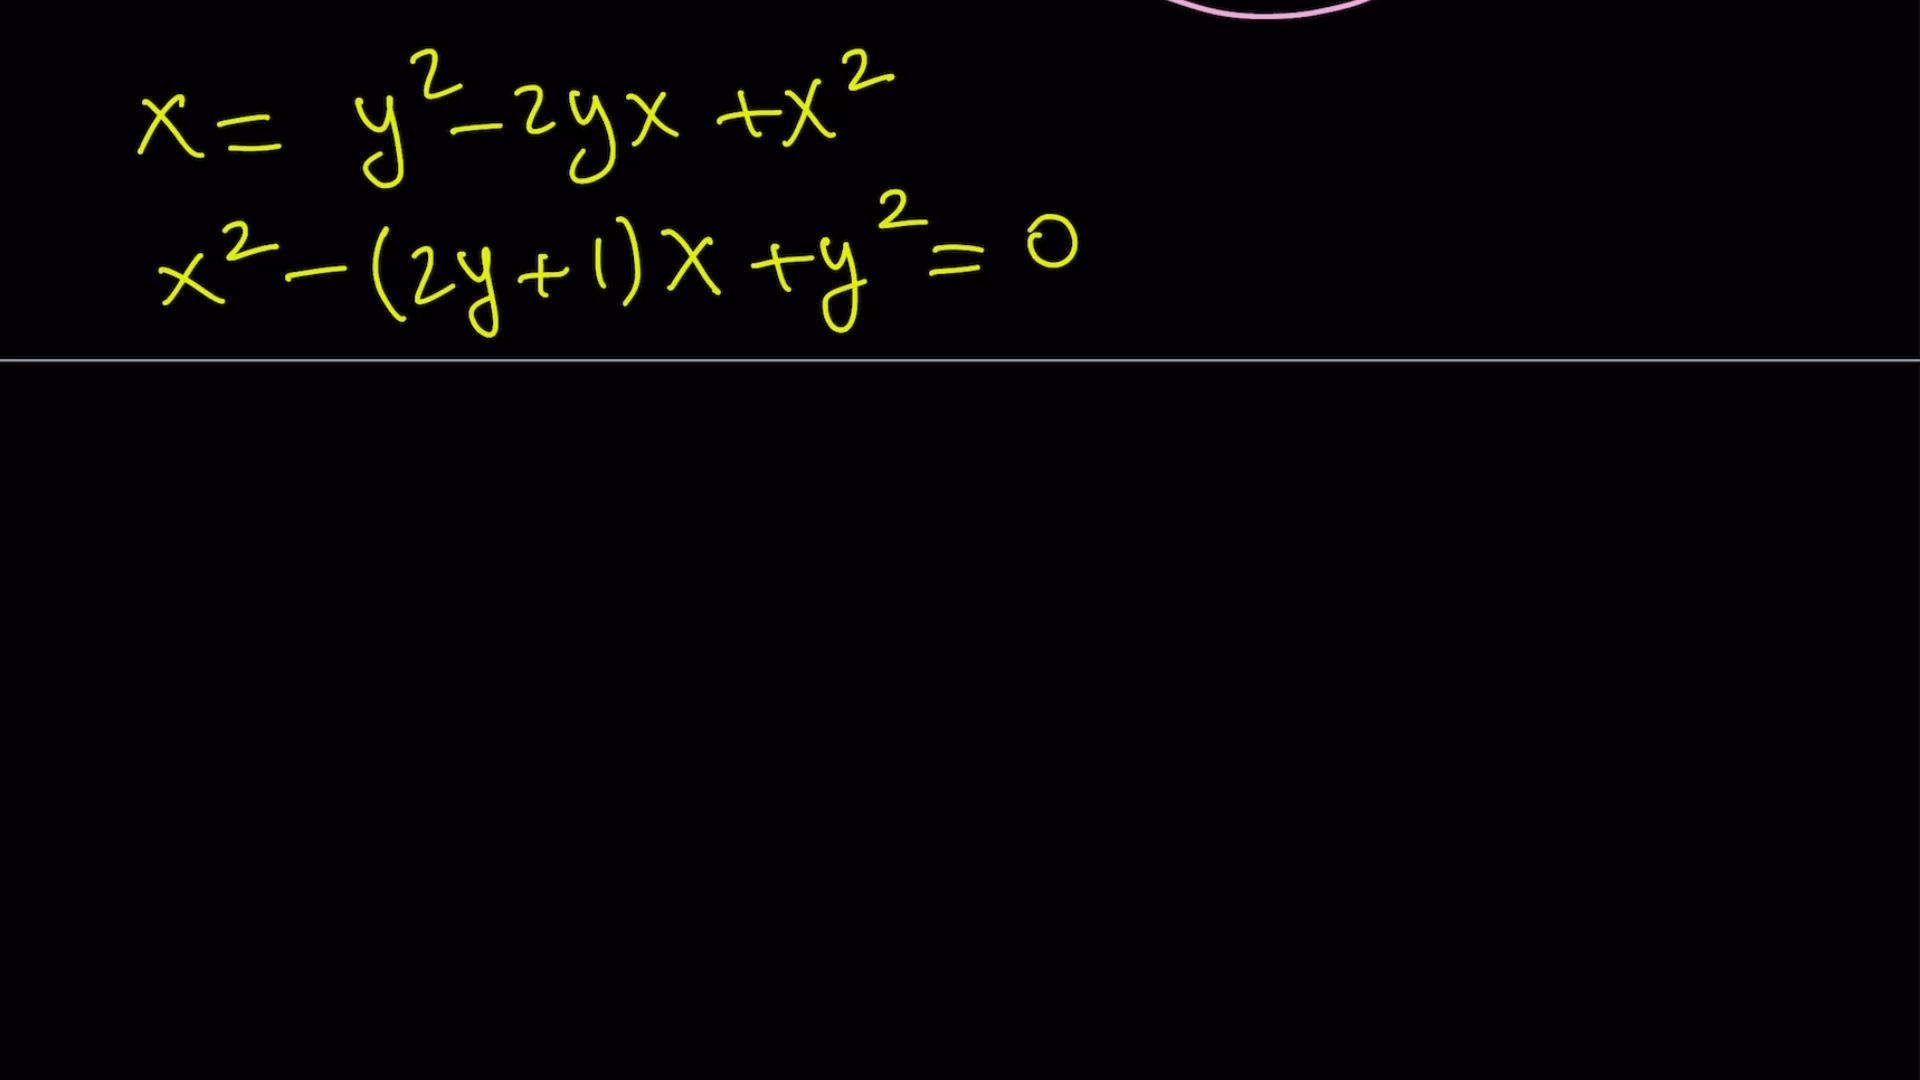 x = y² - 2yx + x²
x² - (2y + 1)x + y² = 0